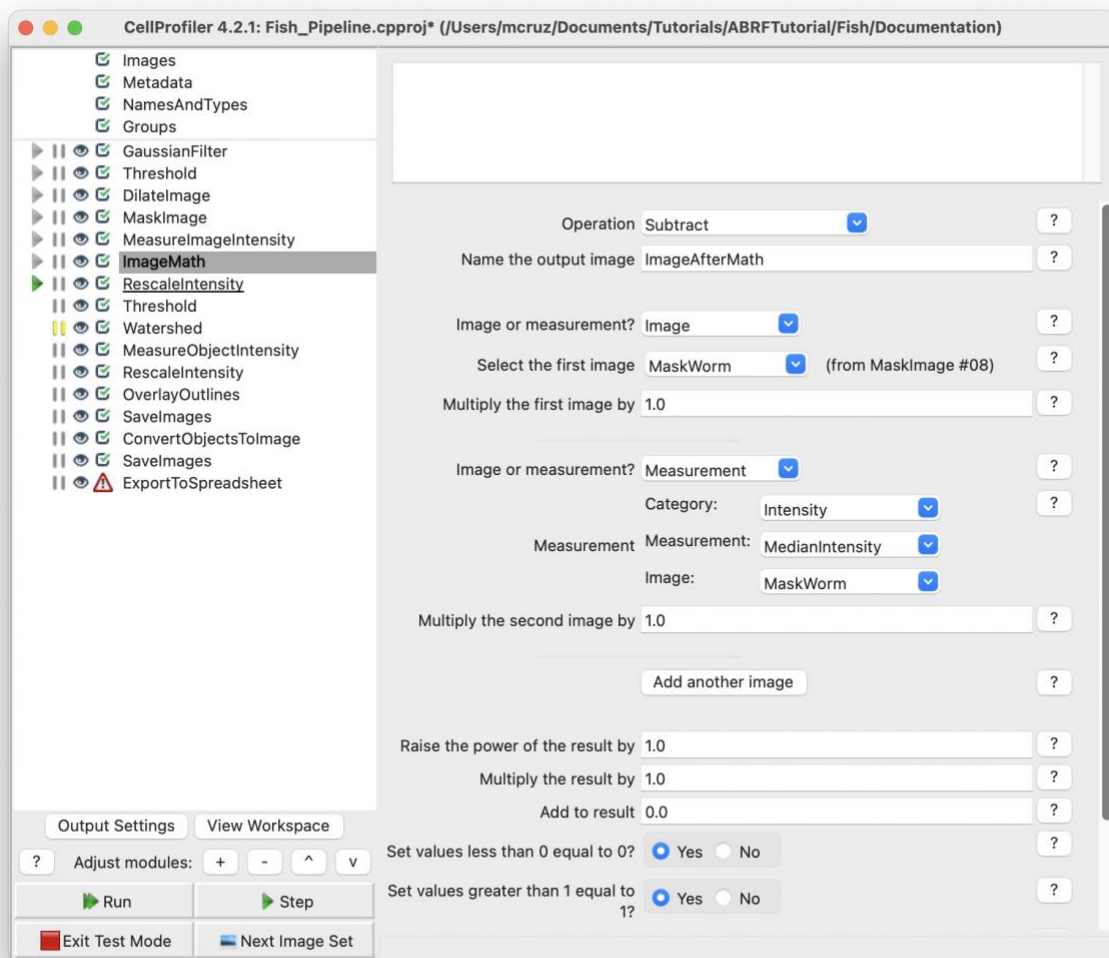 CellProfiler 4.2.1: Fish_Pipeline.cpproj* (/Users/mcruz/Documents/Tutorials/ABRFTutorial/Fish/Documentation)
Images
Metadata
NamesAndTypes
Groups
GaussianFilter
Threshold
DilateImage
MaskImage
MeasureImageIntensity
ImageMath
RescaleIntensity
Threshold
Watershed
MeasureObjectIntensity
RescaleIntensity
OverlayOutlines
SaveImages
ConvertObjectsToImage
SaveImages
ExportToSpreadsheet
Output Settings View Workspace
? Adjust modules: + - ^ v
Run Step
Exit Test Mode Next Image Set
Operation Subtract ?
Name the output image ImageAfterMath ?
Image or measurement? Image ?
Select the first image MaskWorm (from MaskImage #08) ?
Multiply the first image by 1.0 ?
Image or measurement? Measurement ?
Category: Intensity ?
Measurement Measurement: MedianIntensity
Image: MaskWorm
Multiply the second image by 1.0 ?
Add another image ?
Raise the power of the result by 1.0 ?
Multiply the result by 1.0 ?
Add to result 0.0 ?
Set values less than 0 equal to 0? Yes No ?
Set values greater than 1 equal to
1? Yes No ?